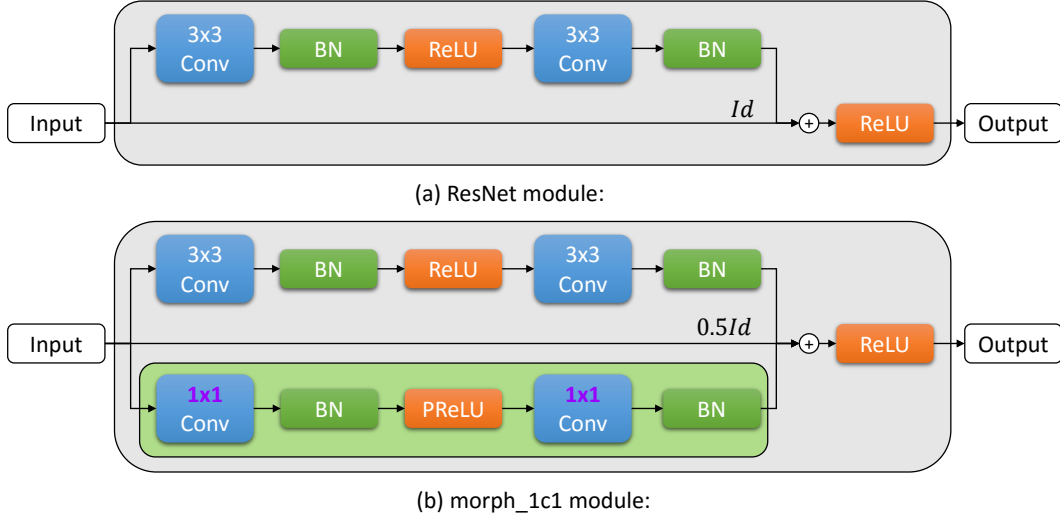 3x3
Conv
BN
ReLU
3x3
Conv
BN
Input
Id
+
ReLU
Output
(a) ResNet module:
3x3
Conv
BN
ReLU
3x3
Conv
BN
Input
0.5Id
+
ReLU
Output
1x1
Conv
BN
PReLU
1x1
Conv
BN
(b) morph_1c1 module: